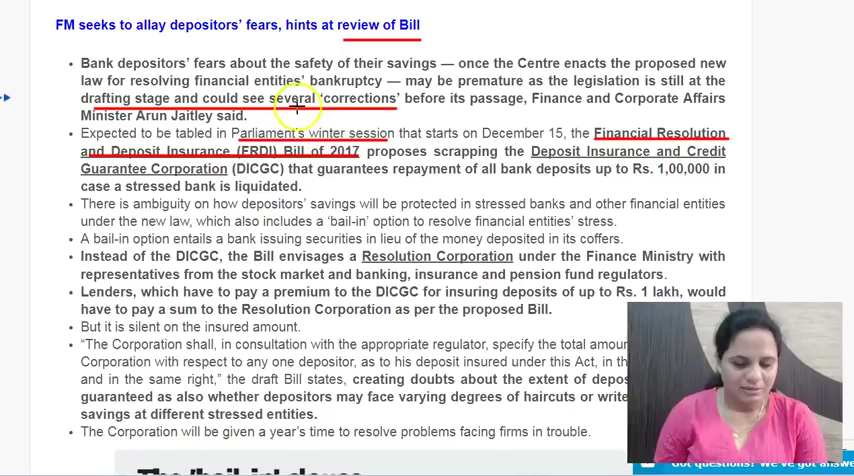 FM seeks to allay depositors' fears, hints at review of Bill
• Bank depositors' fears about the safety of their savings — once the Centre enacts the proposed new
law for resolving financial entities' bankruptcy — may be premature as the legislation is still at the
drafting stage and could see several 'corrections' before its passage, Finance and Corporate Affairs
Minister Arun Jaitley said.
• Expected to be tabled in Parliament's winter session that starts on December 15, the Financial Resolution
and Deposit Insurance (FRDI) Bill of 2017 proposes scrapping the Deposit Insurance and Credit
Guarantee Corporation (DICGC) that guarantees repayment of all bank deposits up to Rs. 1,00,000 in
case a stressed bank is liquidated.
• There is ambiguity on how depositors' savings will be protected in stressed banks and other financial entities
under the new law, which also includes a 'bail-in' option to resolve financial entities' stress.
• A bail-in option entails a bank issuing securities in lieu of the money deposited in its coffers.
• Instead of the DICGC, the Bill envisages a Resolution Corporation under the Finance Ministry with
representatives from the stock market and banking, insurance and pension fund regulators.
• Lenders, which have to pay a premium to the DICGC for insuring deposits of up to Rs. 1 lakh, would
have to pay a sum to the Resolution Corporation as per the proposed Bill.
• But it is silent on the insured amount.
• "The Corporation shall, in consultation with the appropriate regulator, specify the total amoun
Corporation with respect to any one depositor, as to his deposit insured under this Act, in th
and in the same right," the draft Bill states, creating doubts about the extent of depos
guaranteed as also whether depositors may face varying degrees of haircuts or write
savings at different stressed entities.
• The Corporation will be given a year's time to resolve problems facing firms in trouble.
The 'bail-in' clause
Got questions? We've got answe